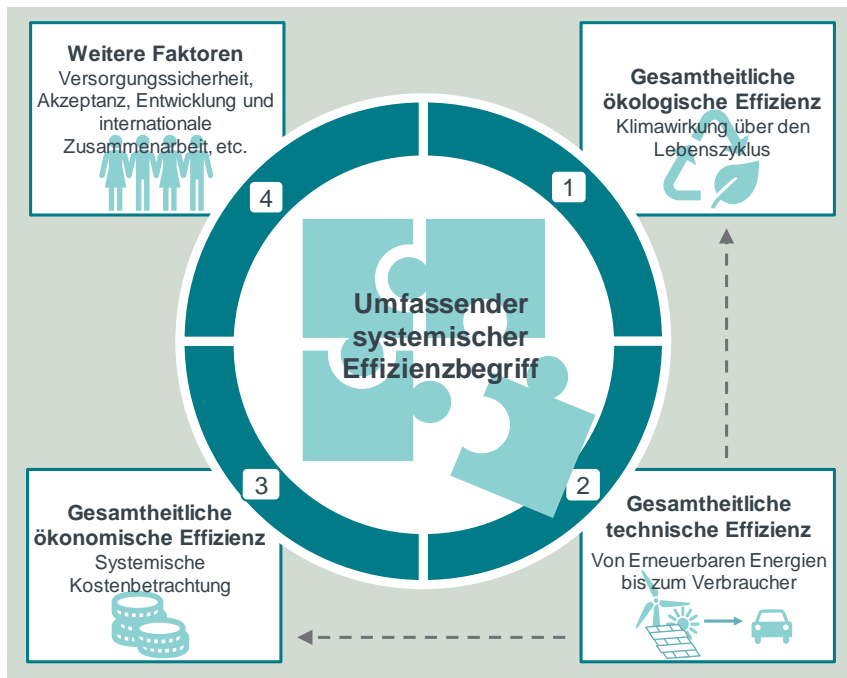 Weitere Faktoren
Versorgungssicherheit,
Akzeptanz, Entwicklung und
internationale
Zusammenarbeit, etc.
Gesamtheitliche
ökologische Effizienz
Klimawirkung über den
Lebenszyklus
1
4
Umfassender
systemischer
Effizienzbegriff
3
2
Gesamtheitliche
ökonomische Effizienz
Systemische
Kostenbetrachtung
Gesamtheitliche
technische Effizienz
Von Erneuerbaren Energien
bis zum Verbraucher